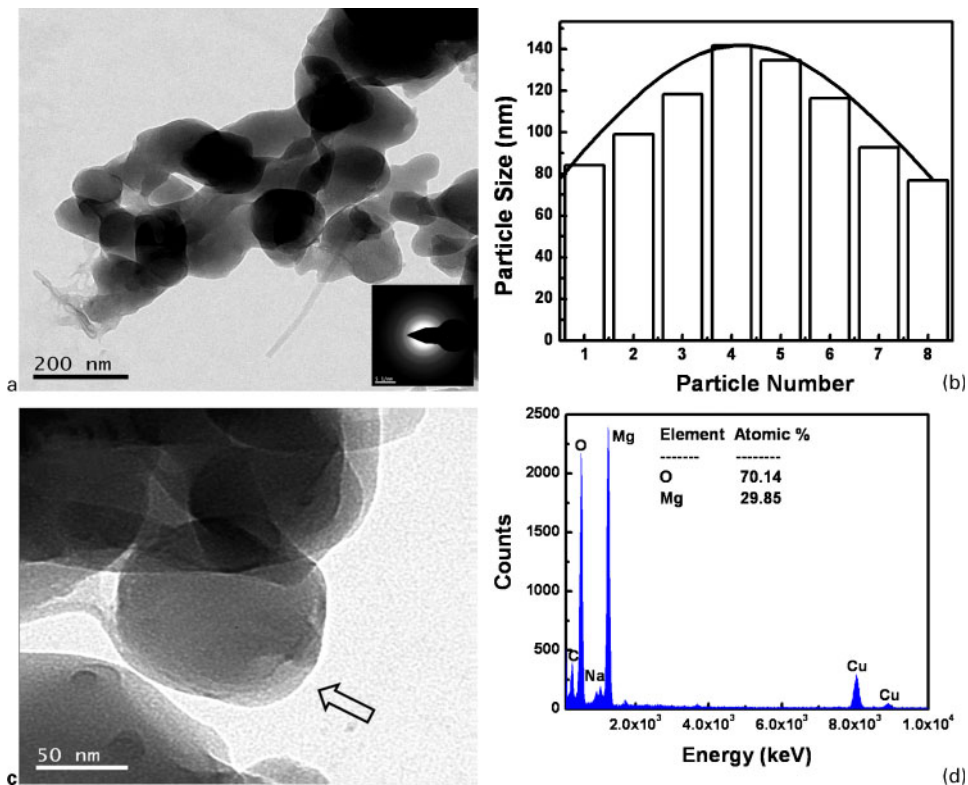 200 nm
a
Particle Size (nm)
140
120
100
80
60
40
20
0
1 2 3 4 5 6 7 8
Particle Number
(b)
50 nm
c
Counts
2500
2000
1500
1000
500
0
O
Mg
C
Na
Cu
Cu
Element Atomic %
------- --------
O 70.14
Mg 29.85
2.0x10³ 4.0x10³ 6.0x10³ 8.0x10³ 1.0x10⁴
Energy (keV)
(d)